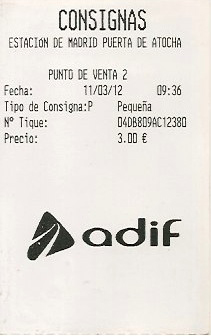 CONSIGNAS
ESTACION DE MADRID PUERTA DE ATOCHA
PUNTO DE VENTA 2
Fecha: 11/03/12 09:36
Tipo de Consigna:P Pequeña
Nº Tique: 04DB809AC12380
Precio: 3.00 €
adif